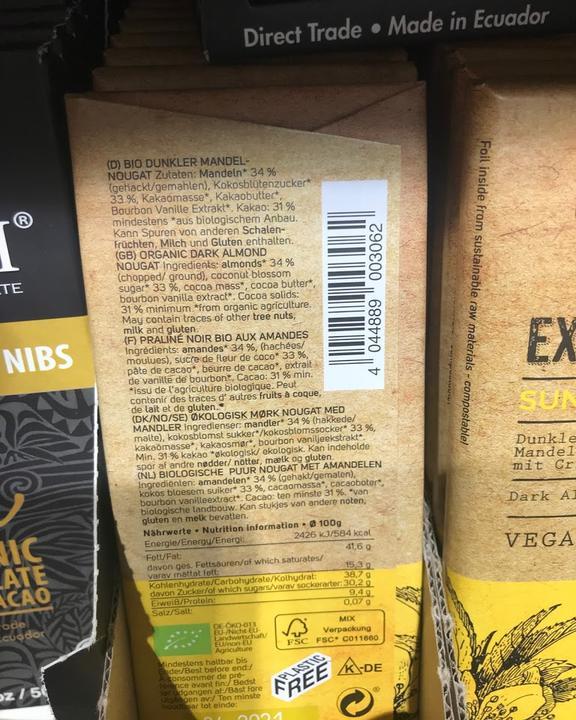 Direct Trade • Made in Ecuador
(D) BIO DUNKLER MANDEL-
NOUGAT Zutaten: Mandeln* 34 %
(gehackt/gemahlen), Kokosblütenzucker*
33 %, Kakaomasse*, Kakaobutter*,
Bourbon Vanille Extrakt*. Kakao: 31 %
mindestens *aus biologischem Anbau.
Kann Spuren von anderen Schalen-
früchten, Milch und Gluten enthalten.
(GB) ORGANIC DARK ALMOND
NOUGAT Ingredients: almonds* 34 %
(chopped/ ground), coconut blossom
sugar* 33 %, cocoa mass*, cocoa butter*,
bourbon vanilla extract*. Cocoa solids:
31 % minimum *from organic agriculture.
May contain traces of other tree nuts,
milk and gluten.
(F) PRALINÉ NOIR BIO AUX AMANDES
Ingrédients: amandes* 34 %, (hachées/
moulues), sucre de fleur de coco* 33 %,
pâte de cacao*, beurre de cacao*, extrait
de vanille de bourbon*. Cacao: 31 % min.
*issu de l'agriculture biologique. Peut
contenir des traces d' autres fruits à coque,
de lait et de gluten.*
(DK/NO/SE) ØKOLOGISK MØRK NOUGAT MED
MANDLER Ingredienser: mandler* 34 % (hakkede/
malte), kokosblomst sukker*/kokosblomssocker* 33 %,
kakaomasse*, kakaosmør*, bourbon vaniljeekstrakt*.
Min. 31 % kakao *økologisk/ ekologisk. Kan indeholde
spor af andre nødder/ nötter, mælk og gluten.
(NL) BIOLOGISCHE PUUR NOUGAT MET AMANDELEN
Ingrediënten: amandelen* 34 % (gehakt/gemalen),
kokos bloesem suiker* 33 %, cacaomassa*, cacaoboter*,
bourbon vanilleextract*. Cacao: ten minste 31 %. *van
biologische landbouw. Kan stukjes van andere noten,
gluten en melk bevatten.
4 044889 003062
Nährwerte • Nutrition information • Ø 100g
Energie/Energy/Energi: 2426 kJ/584 kcal
Fett/Fat: 41,6 g
davon ges. Fettsäuren/of which saturates/
varav mättat fett: 15,3 g
Kohlenhydrate/Carbohydrate/Kolhydrat: 38,7 g
davon Zucker/of which sugars/varav sockerarter: 30,2 g
Eiweiß/Protein: 9,4 g
Salz/Salt: 0,07 g
DE-ÖKO-013
EU-/Nicht-EU-
Landwirtschaft/
EU/non-EU
Agriculture
FSC
MIX
Verpackung
FSC® C011660
Mindestens haltbar bis
PLASTIC
FREE
K-DE
2021
®
NIBS
Foil inside from sustainable raw materials - compostable!
EX
SUN
Dunkle
Mandel
mit Gr
Dark Al
VEGA